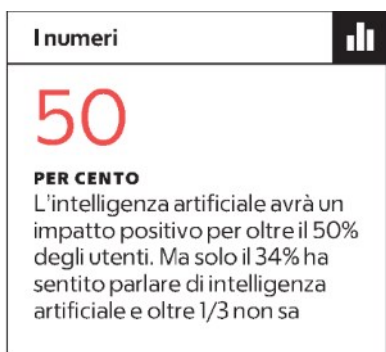 I numeri
50
PER CENTO
L'intelligenza artificiale avrà un
impatto positivo per oltre il 50%
degli utenti. Ma solo il 34% ha
sentito parlare di intelligenza
artificiale e oltre 1/3 non sa